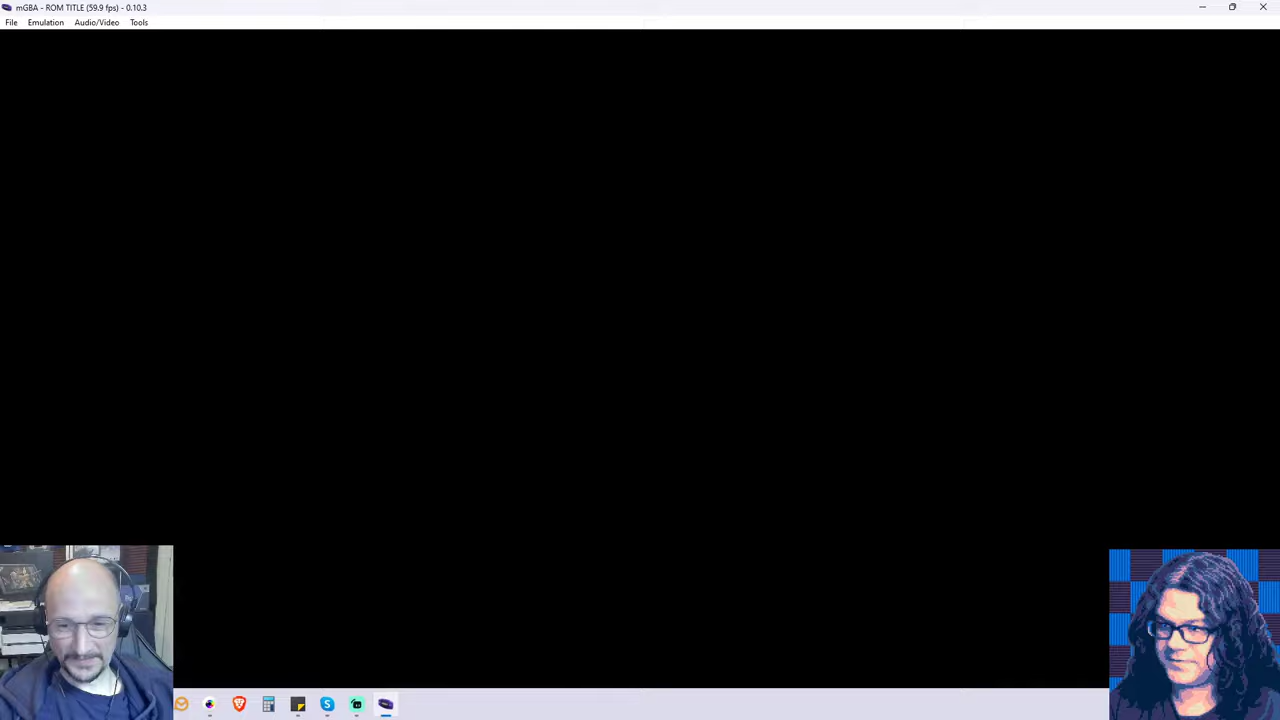 mGBA - ROM TITLE (59.9 fps) - 0.10.3
File Emulation Audio/Video Tools